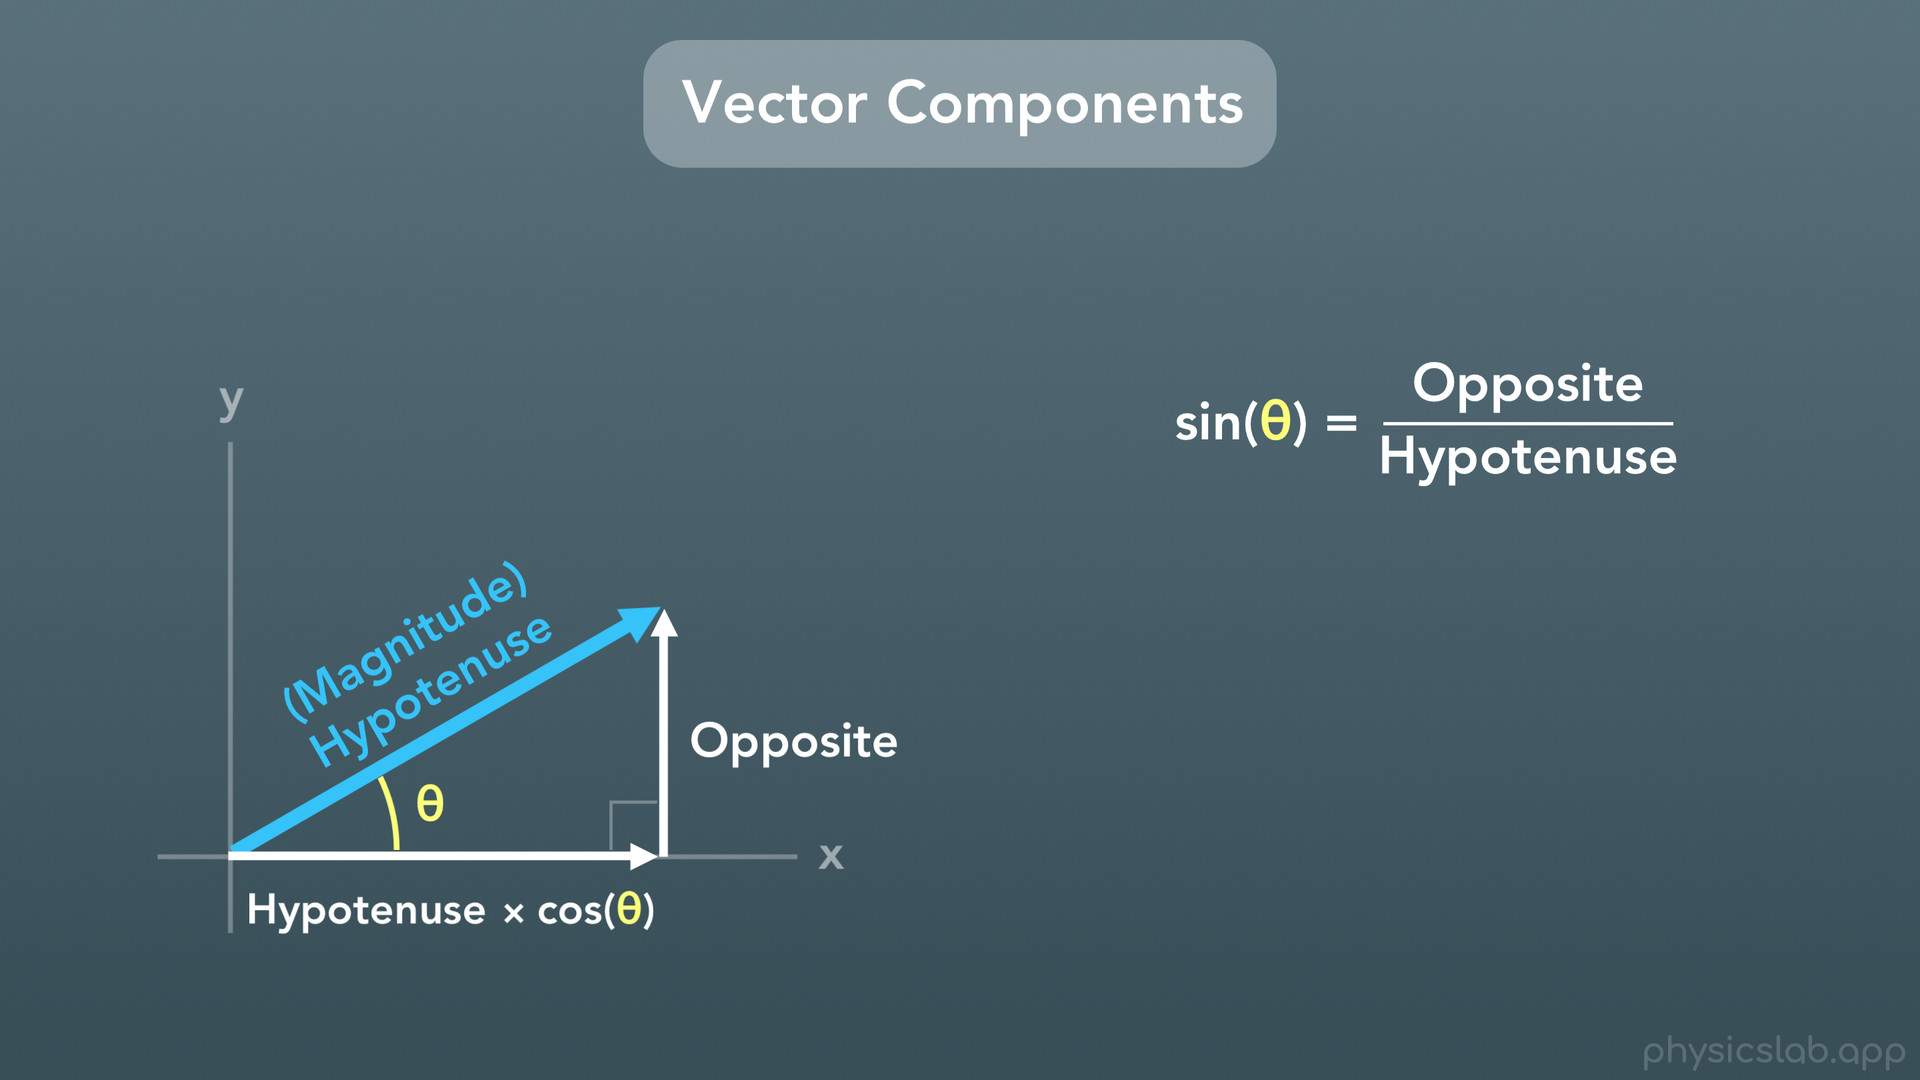 Vector Components
y
(Magnitude)
Hypotenuse
θ
Opposite
x
Hypotenuse × cos(θ)
sin(θ) = Opposite
Hypotenuse
physicslab.app